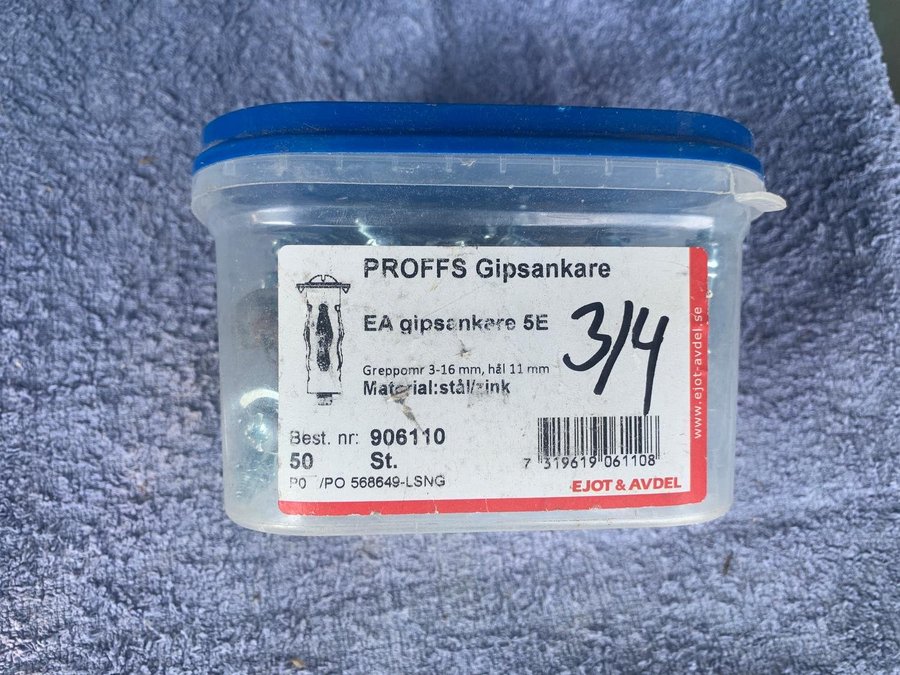 PROFFS Gipsankare
EA gipsankare 5E
3/4
Greppomr 3-16 mm, hål 11 mm
Material:stål/zink
Best. nr: 906110
50 St.
P0 /PO 568649-LSNG
7 319619 061108
EJOT & AVDEL
www.ejot-avdel.se